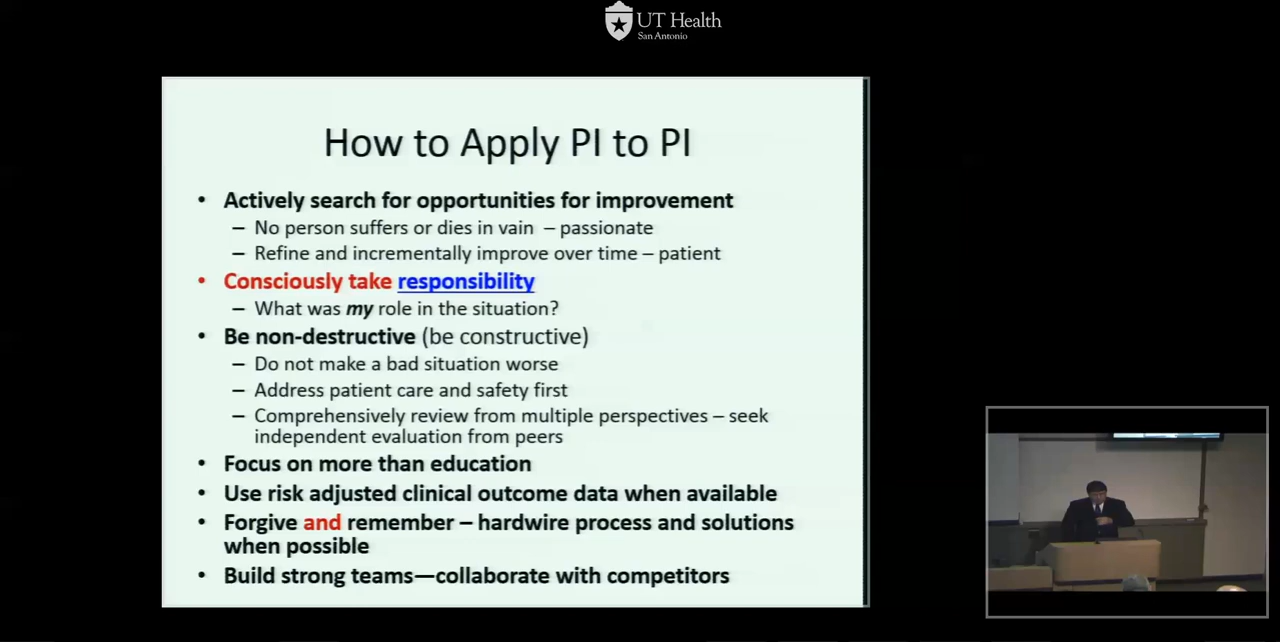 UT Health
San Antonio
How to Apply PI to PI
• Actively search for opportunities for improvement
– No person suffers or dies in vain – passionate
– Refine and incrementally improve over time – patient
• Consciously take responsibility
– What was my role in the situation?
• Be non-destructive (be constructive)
– Do not make a bad situation worse
– Address patient care and safety first
– Comprehensively review from multiple perspectives – seek
independent evaluation from peers
• Focus on more than education
• Use risk adjusted clinical outcome data when available
• Forgive and remember – hardwire process and solutions
when possible
• Build strong teams—collaborate with competitors